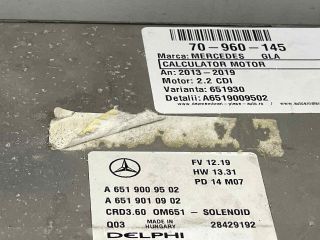 70-960-145
Marca: MERCEDES GLA
CALCULATOR MOTOR
An: 2013-2019
Motor: 2.2 CDI
Varianta: 651930
Detalii: A6519009502
FV 12.19
HW 13.31
PD 14 M07
A 651 900 95 02
A 651 901 09 02
CRD3.60 OM651 - SOLENOID
Q03 MADE IN HUNGARY 28429192
DELPHI